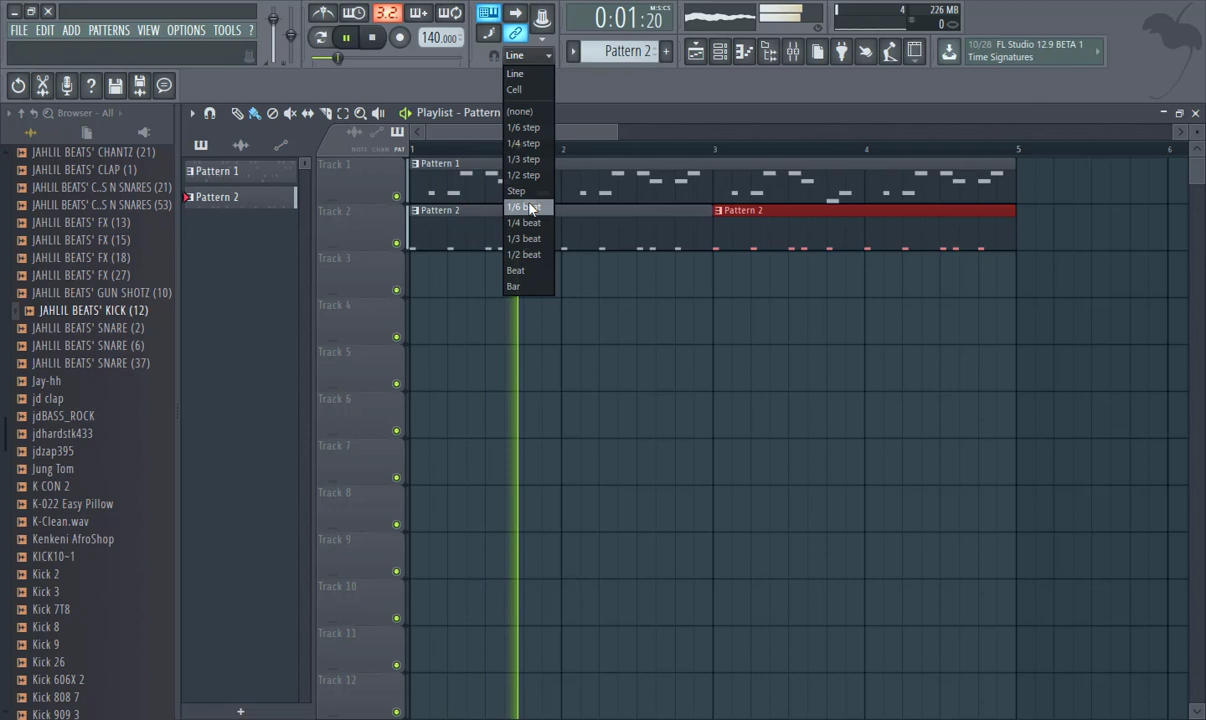 FILE EDIT ADD PATTERNS VIEW OPTIONS TOOLS ?
3.2
140.000
Line
0:01:20
M:S:CS
Pattern 2
4
226 MB
0
10/28 FL Studio 12.9 BETA 1
Time Signatures
Line
Cell
(none)
1/6 step
1/4 step
1/3 step
1/2 step
Step
1/6 beat
1/4 beat
1/3 beat
1/2 beat
Beat
Bar
Browser - All
JAHLIL BEATS' CHANTZ (21)
JAHLIL BEATS' CLAP (1)
JAHLIL BEATS' C..S N SNARES (21)
JAHLIL BEATS' C..S N SNARES (53)
JAHLIL BEATS' FX (13)
JAHLIL BEATS' FX (15)
JAHLIL BEATS' FX (18)
JAHLIL BEATS' FX (27)
JAHLIL BEATS' GUN SHOTZ (10)
JAHLIL BEATS' KICK (12)
JAHLIL BEATS' SNARE (2)
JAHLIL BEATS' SNARE (6)
JAHLIL BEATS' SNARE (37)
Jay-hh
jd clap
jdBASS_ROCK
jdhardstk433
jdzap395
Jung Tom
K CON 2
K-022 Easy Pillow
K-Clean.wav
Kenkeni AfroShop
KICK10~1
Kick 2
Kick 3
Kick 7T8
Kick 8
Kick 9
Kick 26
Kick 606X 2
Kick 808 7
Kick 909 3
Pattern 1
Pattern 2
Playlist - Pattern
NOTE CHAN PAT
1 2 3 4 5 6
Track 1
Pattern 1
Track 2
Pattern 2
Pattern 2
Track 3
Track 4
Track 5
Track 6
Track 7
Track 8
Track 9
Track 10
Track 11
Track 12